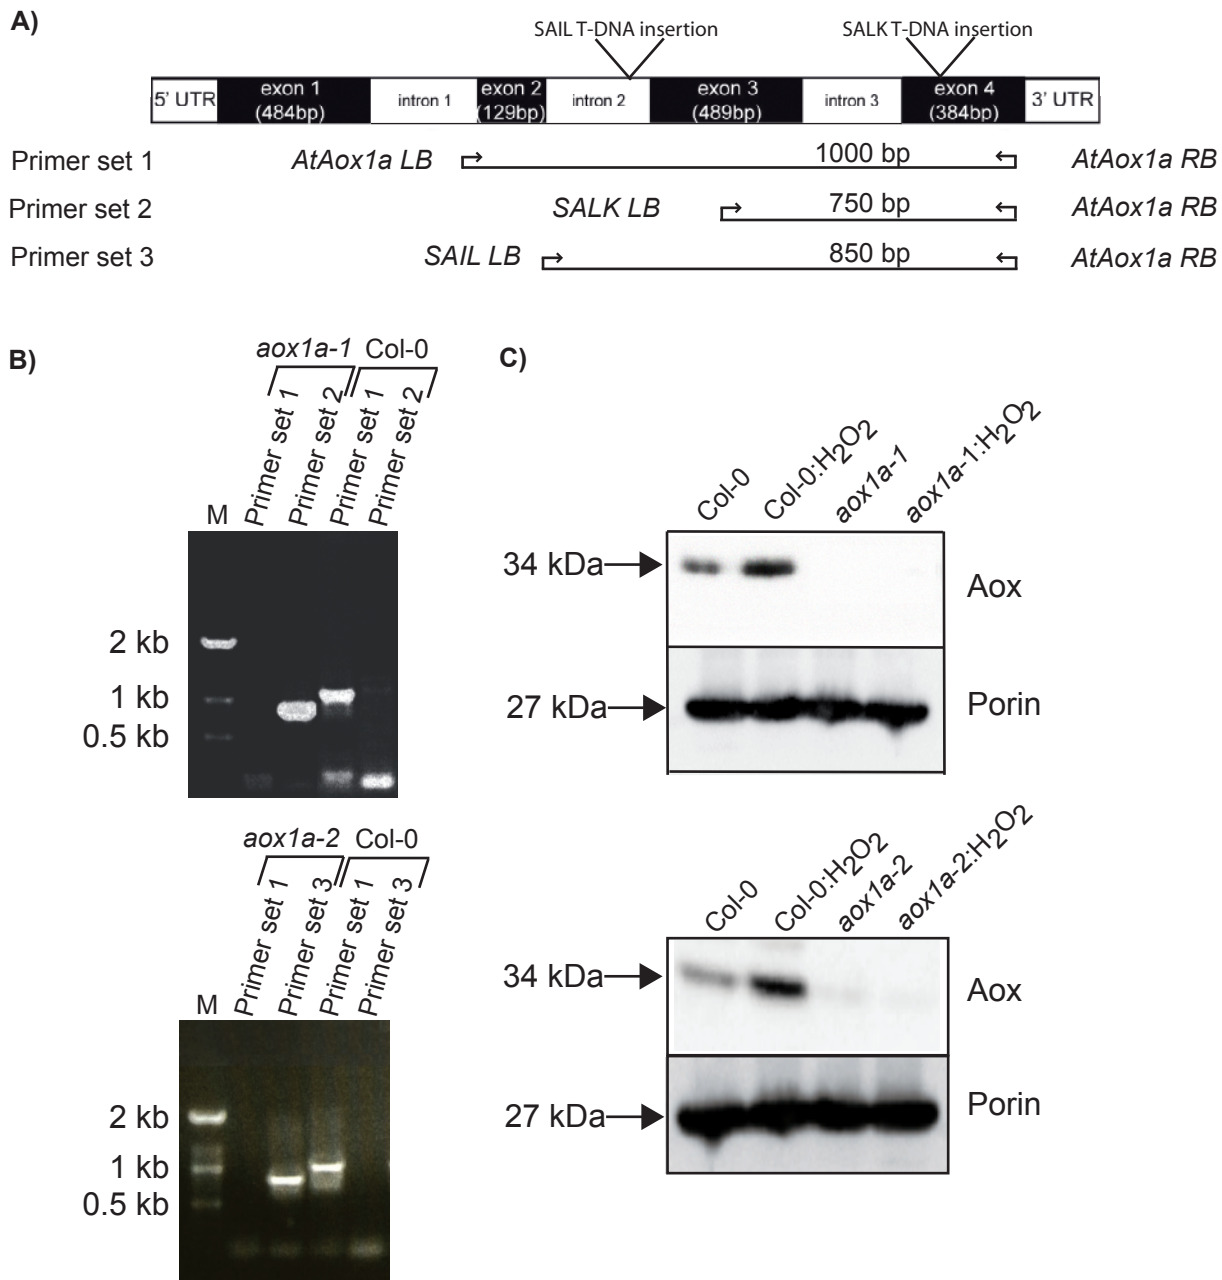 A)
SAIL T-DNA insertion
SALK T-DNA insertion
5' UTR
exon 1
(484bp)
intron 1
exon 2
(129bp)
intron 2
exon 3
(489bp)
intron 3
exon 4
(384bp)
3' UTR
Primer set 1
AtAox1a LB
1000 bp
AtAox1a RB
Primer set 2
SALK LB
750 bp
AtAox1a RB
Primer set 3
SAIL LB
850 bp
AtAox1a RB
B)
aox1a-1
Col-0
M
Primer set 1
Primer set 2
Primer set 1
Primer set 2
2 kb
1 kb
0.5 kb
aox1a-2
Col-0
M
Primer set 1
Primer set 3
Primer set 1
Primer set 3
2 kb
1 kb
0.5 kb
C)
Col-0
Col-0:H2O2
aox1a-1
aox1a-1:H2O2
34 kDa
Aox
27 kDa
Porin
Col-0
Col-0:H2O2
aox1a-2
aox1a-2:H2O2
34 kDa
Aox
27 kDa
Porin